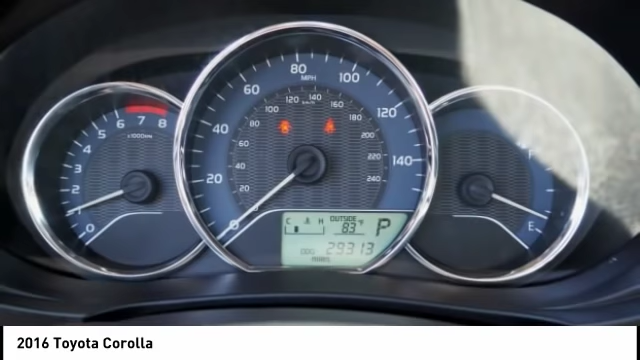 0 1 2 3 4 5 6 7 8
x1000r/min
0 20 40 60 80 100 120 140
MPH
20 40 60 80 100 120 140 160 180 200 220 240
km/h
C H OUTSIDE 83°F P
ODO 29313
MILES
E
2016 Toyota Corolla